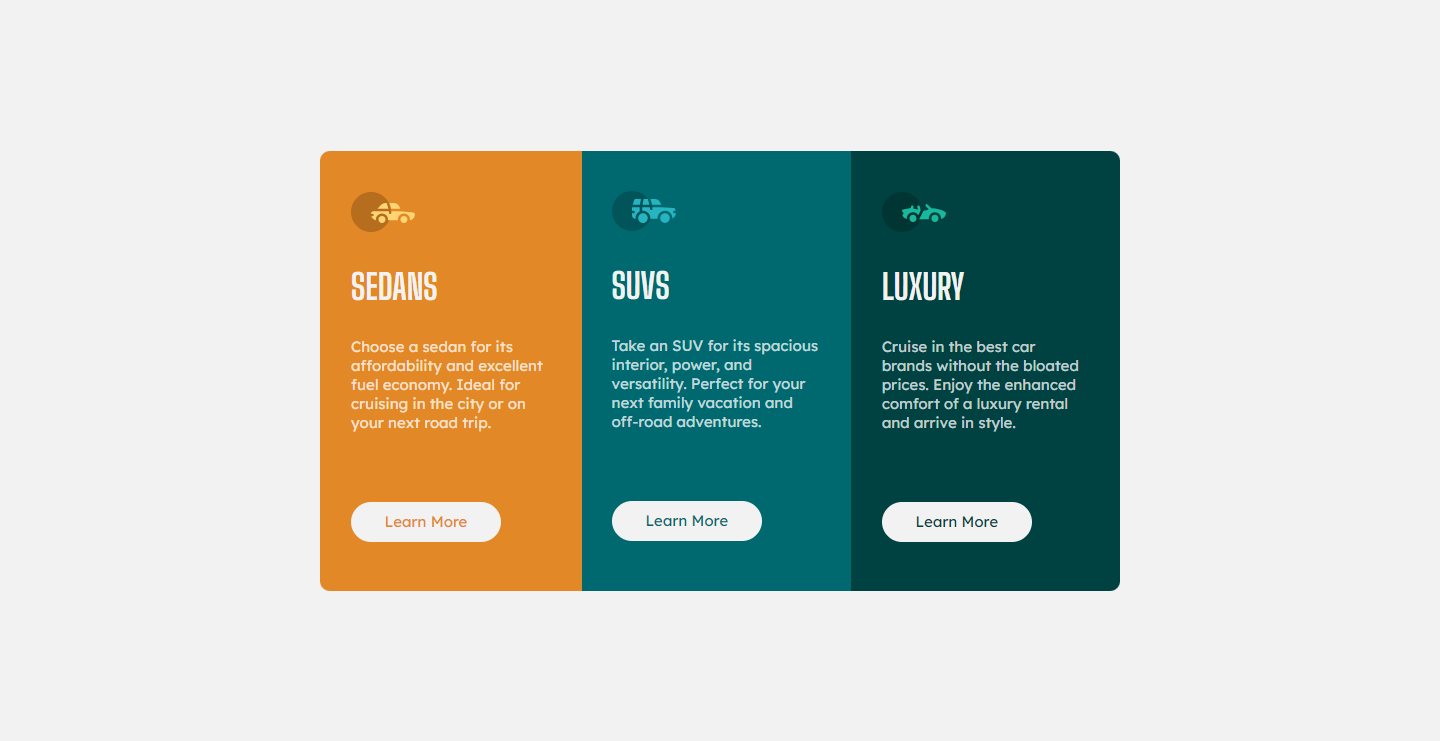 SEDANS
Choose a sedan for its
affordability and excellent
fuel economy. Ideal for
cruising in the city or on
your next road trip.
Learn More
SUVS
Take an SUV for its spacious
interior, power, and
versatility. Perfect for your
next family vacation and
off-road adventures.
Learn More
LUXURY
Cruise in the best car
brands without the bloated
prices. Enjoy the enhanced
comfort of a luxury rental
and arrive in style.
Learn More